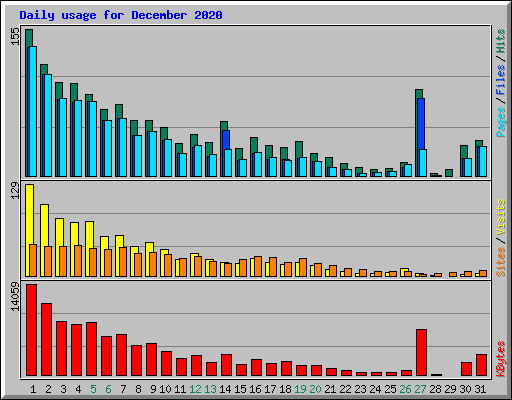 Daily usage for December 2020
155
Pages / Files / Hits
129
Sites / Visits
14059
KBytes
1 2 3 4 5 6 7 8 9 10 11 12 13 14 15 16 17 18 19 20 21 22 23 24 25 26 27 28 29 30 31